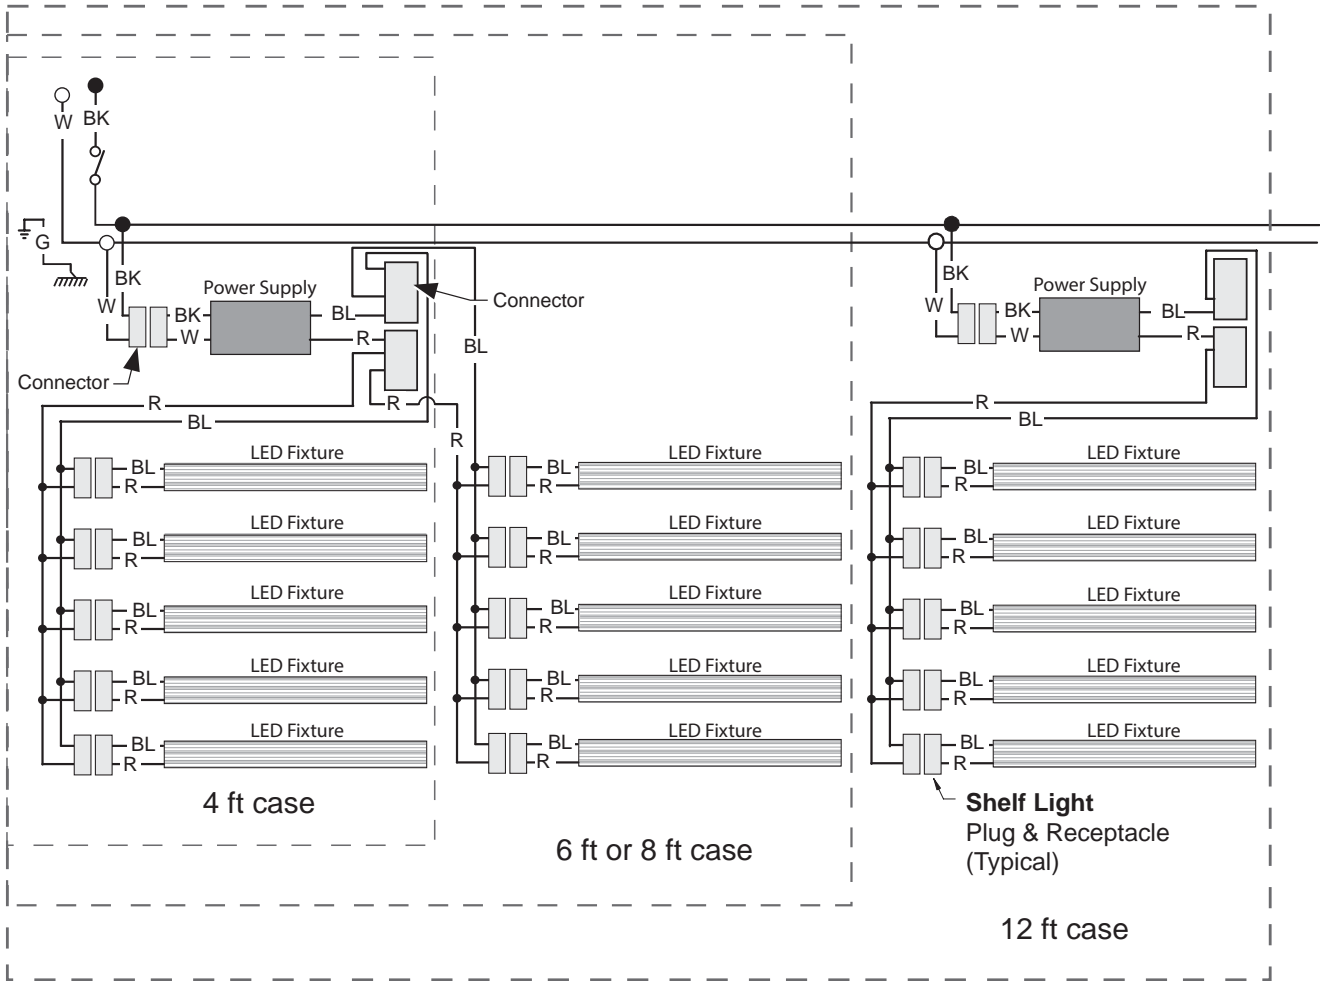 W
BK
G
BK
W
Power Supply
BK
W
BL
R
Connector
Connector
BL
R
BL
R
R
BK
W
Power Supply
BK
W
BL
R
R
BL
LED Fixture
BL
R
LED Fixture
BL
R
LED Fixture
BL
R
LED Fixture
BL
R
LED Fixture
BL
R
LED Fixture
BL
R
LED Fixture
BL
R
LED Fixture
BL
R
LED Fixture
BL
R
LED Fixture
BL
R
LED Fixture
BL
R
LED Fixture
BL
R
LED Fixture
BL
R
LED Fixture
BL
R
LED Fixture
BL
R
4 ft case
6 ft or 8 ft case
Shelf Light
Plug & Receptacle
(Typical)
12 ft case